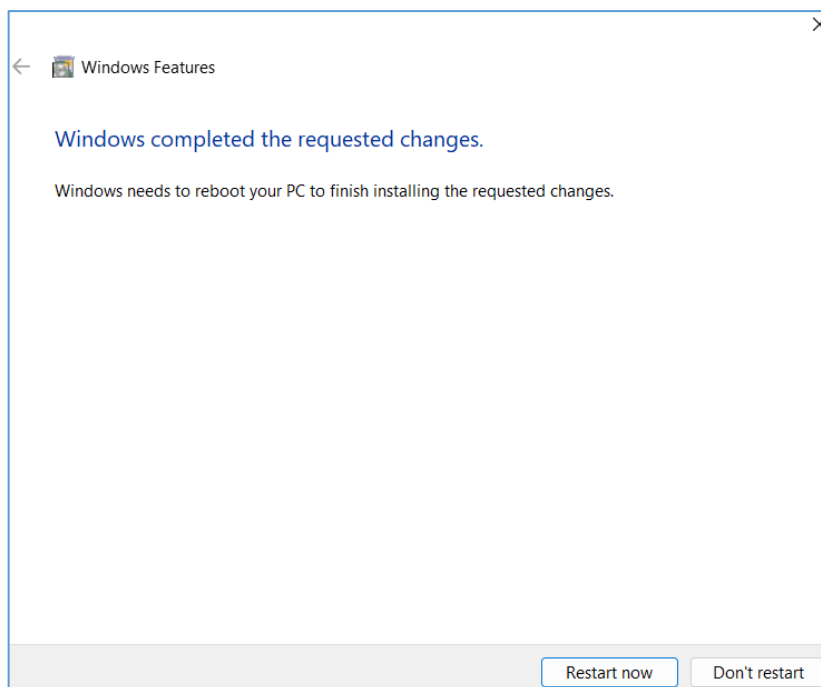 Windows Features
Windows completed the requested changes.
Windows needs to reboot your PC to finish installing the requested changes.
Restart now
Don't restart